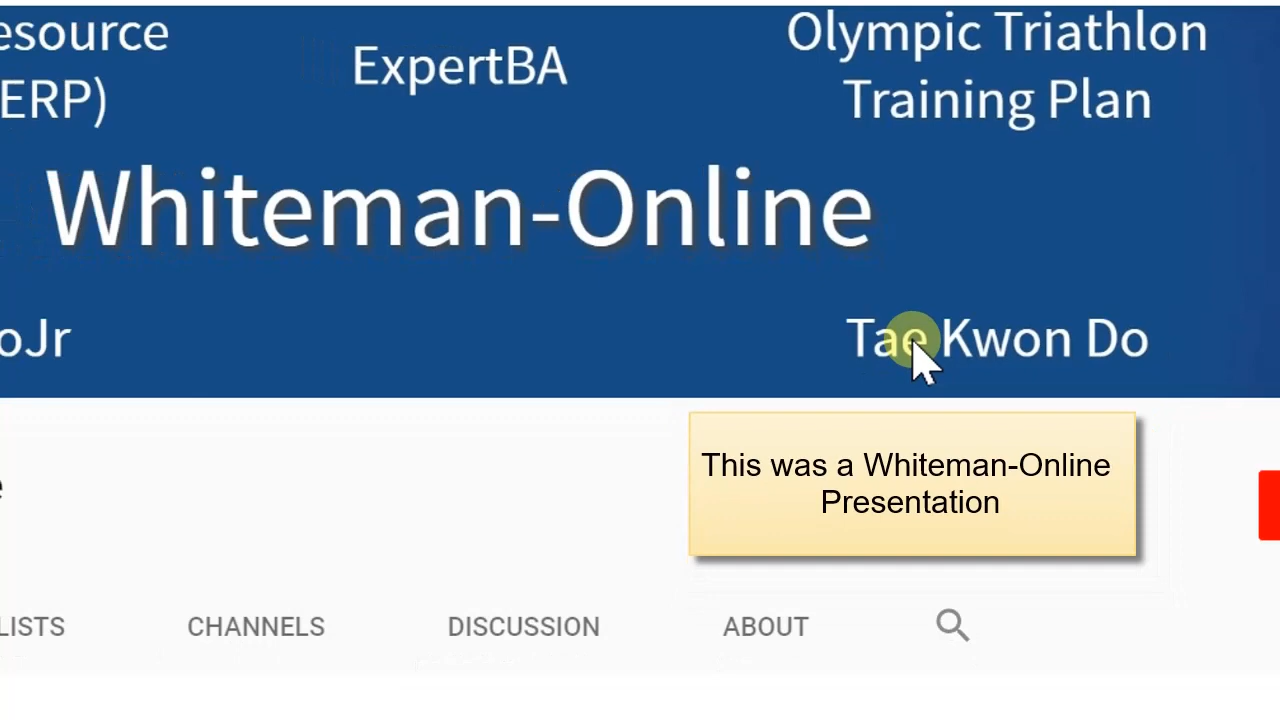 esource
ERP)
ExpertBA
Olympic Triathlon
Training Plan
Whiteman-Online
oJr
Tae Kwon Do
e
This was a Whiteman-Online
Presentation
LISTS
CHANNELS
DISCUSSION
ABOUT